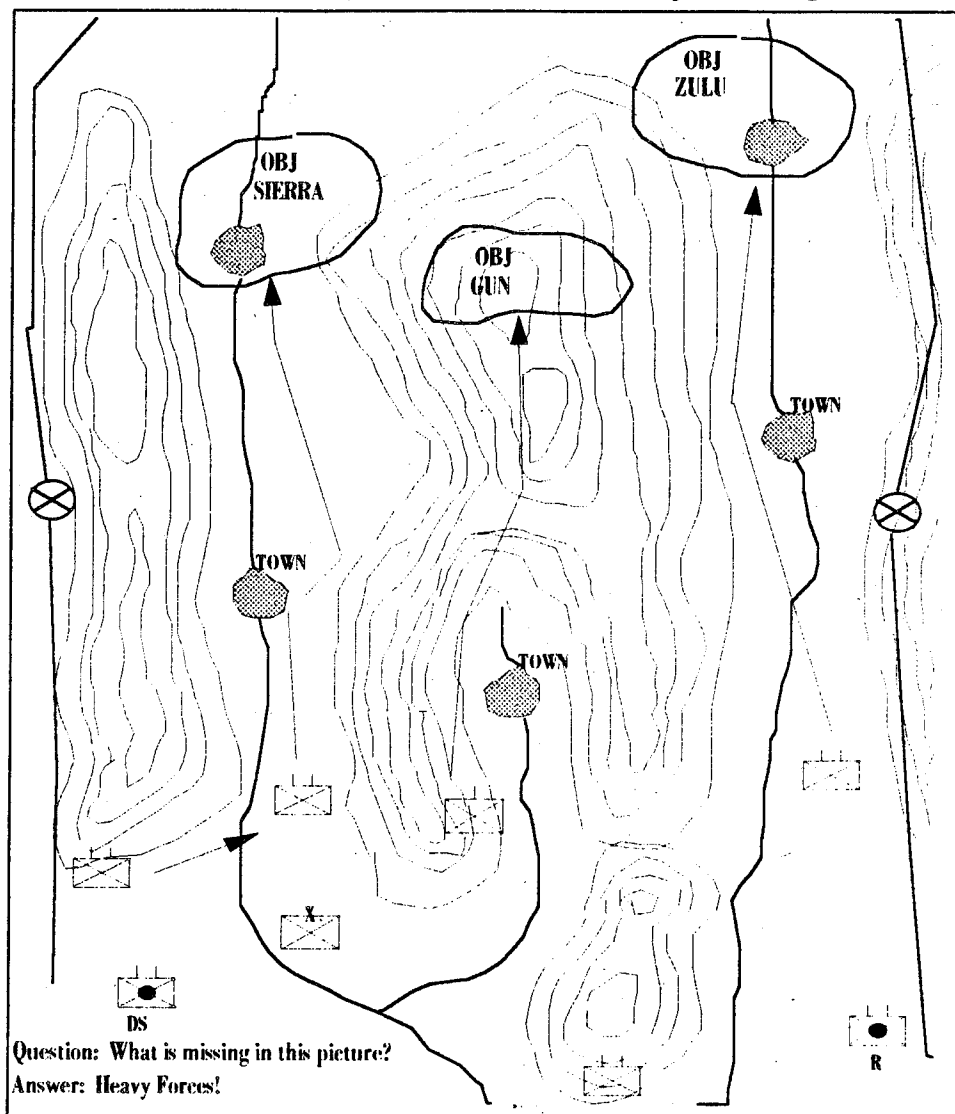 OBJ
ZULU
OBJ
SIERRA
OBJ
GUN
TOWN
TOWN
TOWN
X
DS
R
Question: What is missing in this picture?
Answer: Heavy Forces!